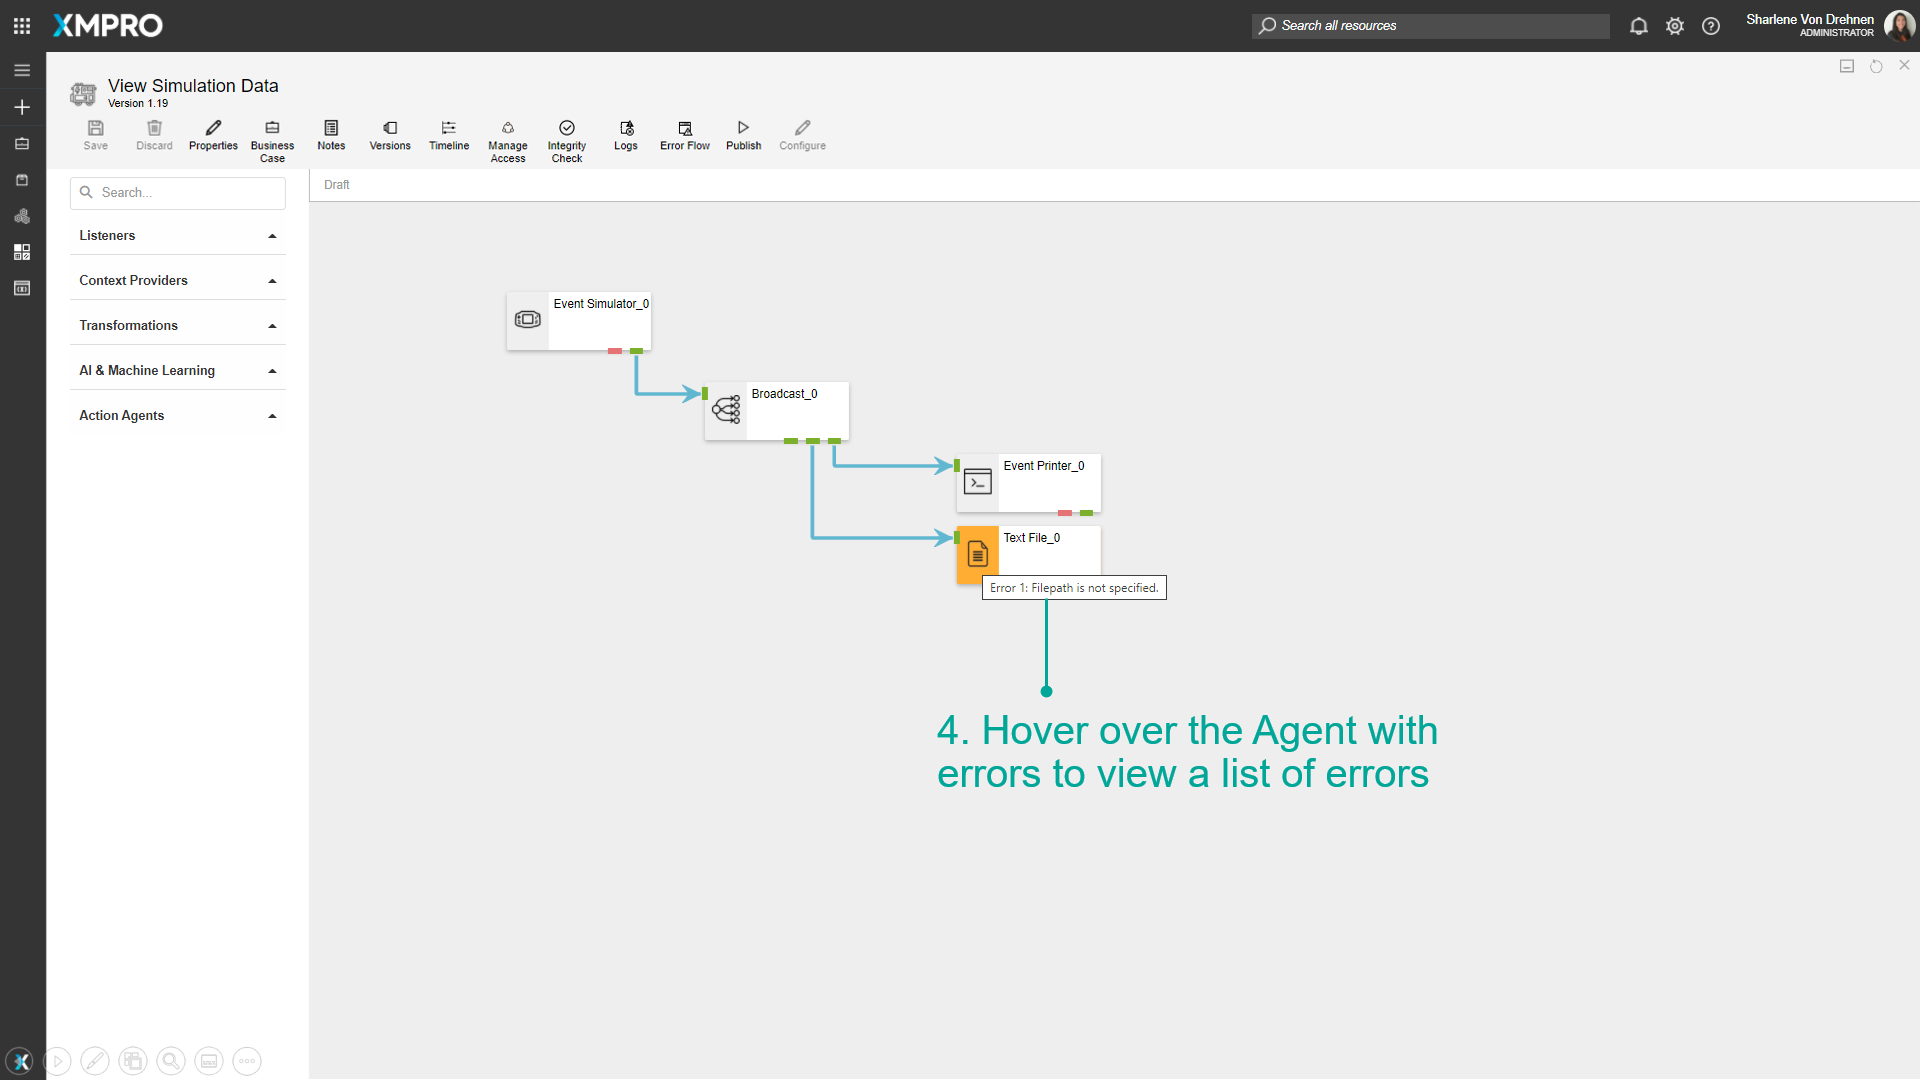 XMPRO
Search all resources
Sharlene Von Drehnen
ADMINISTRATOR
View Simulation Data
Version 1.19
Save
Discard
Properties
Business
Case
Notes
Versions
Timeline
Manage
Access
Integrity
Check
Logs
Error Flow
Publish
Configure
Search...
Draft
Listeners
Context Providers
Transformations
AI & Machine Learning
Action Agents
Event Simulator_0
Broadcast_0
Event Printer_0
Text File_0
Error 1: Filepath is not specified.
4. Hover over the Agent with
errors to view a list of errors